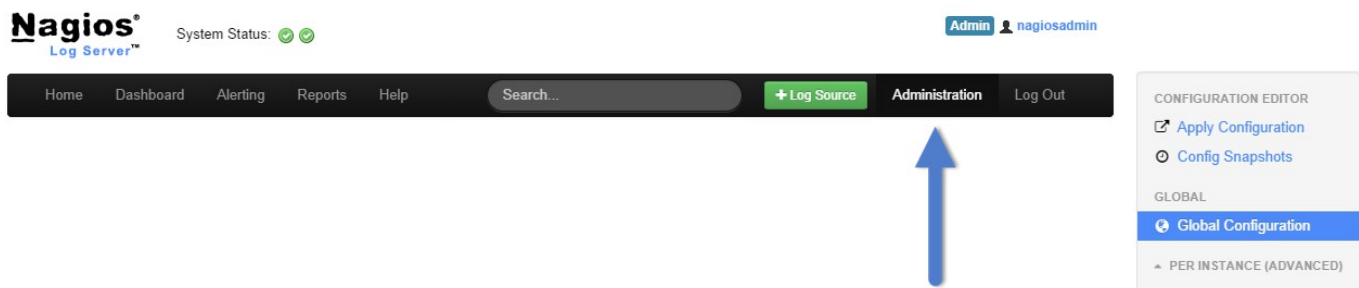 Nagios®
Log Server™
System Status:
Admin nagiosadmin
Home Dashboard Alerting Reports Help Search... +Log Source Administration Log Out
CONFIGURATION EDITOR
Apply Configuration
Config Snapshots
GLOBAL
Global Configuration
PER INSTANCE (ADVANCED)